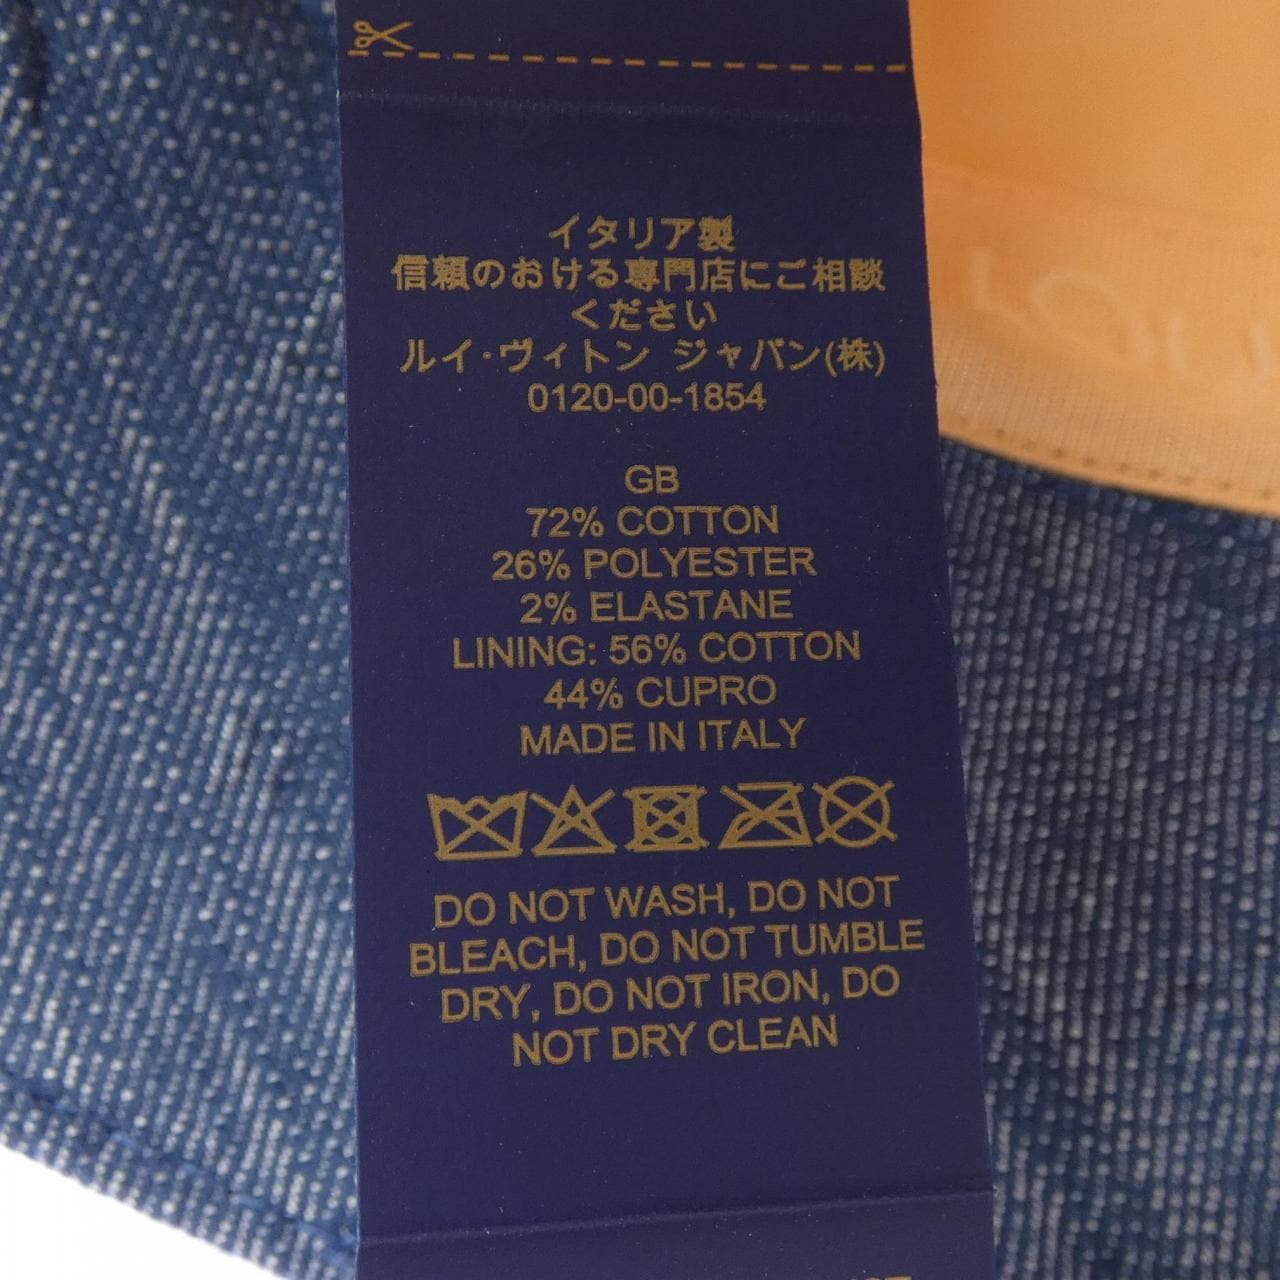 イタリア製
信頼のおける専門店にご相談
ください
ルイ・ヴィトン ジャパン(株)
0120-00-1854
GB
72% COTTON
26% POLYESTER
2% ELASTANE
LINING: 56% COTTON
44% CUPRO
MADE IN ITALY
DO NOT WASH, DO NOT
BLEACH, DO NOT TUMBLE
DRY, DO NOT IRON, DO
NOT DRY CLEAN